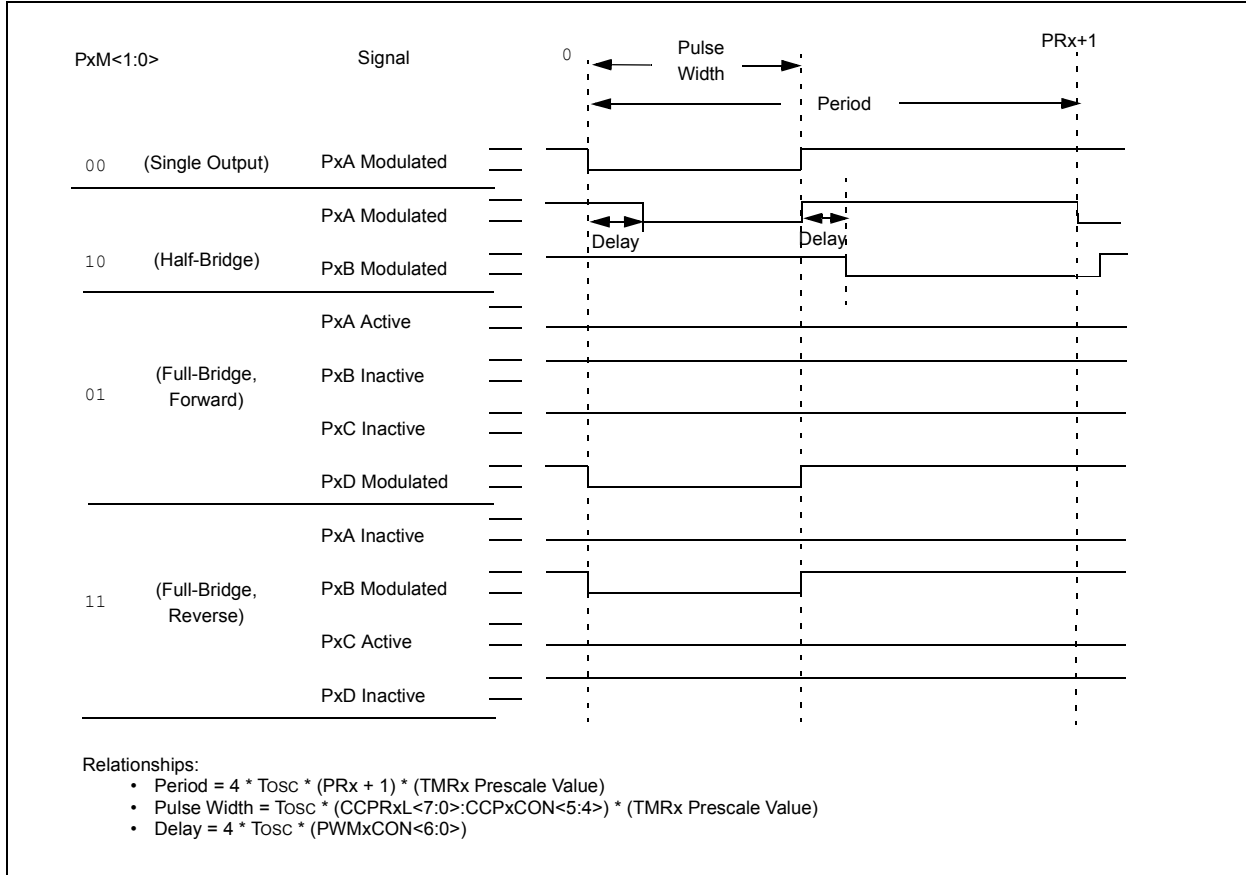 PxM<1:0>
Signal
0
Pulse
Width
PRx+1
Period
00
(Single Output)
PxA Modulated
PxA Modulated
Delay
Delay
10
(Half-Bridge)
PxB Modulated
PxA Active
01
(Full-Bridge,
Forward)
PxB Inactive
PxC Inactive
PxD Modulated
PxA Inactive
11
(Full-Bridge,
Reverse)
PxB Modulated
PxC Active
PxD Inactive
Relationships:
• Period = 4 * TOSC * (PRx + 1) * (TMRx Prescale Value)
• Pulse Width = TOSC * (CCPRxL<7:0>:CCPxCON<5:4>) * (TMRx Prescale Value)
• Delay = 4 * TOSC * (PWMxCON<6:0>)